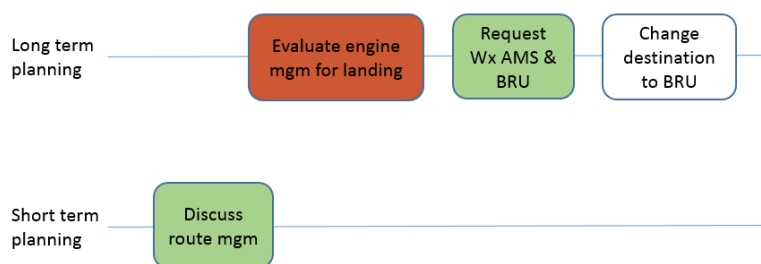 Long term
planning
Evaluate engine
mgm for landing
Request
Wx AMS &
BRU
Change
destination
to BRU
Short term
planning
Discuss
route mgm